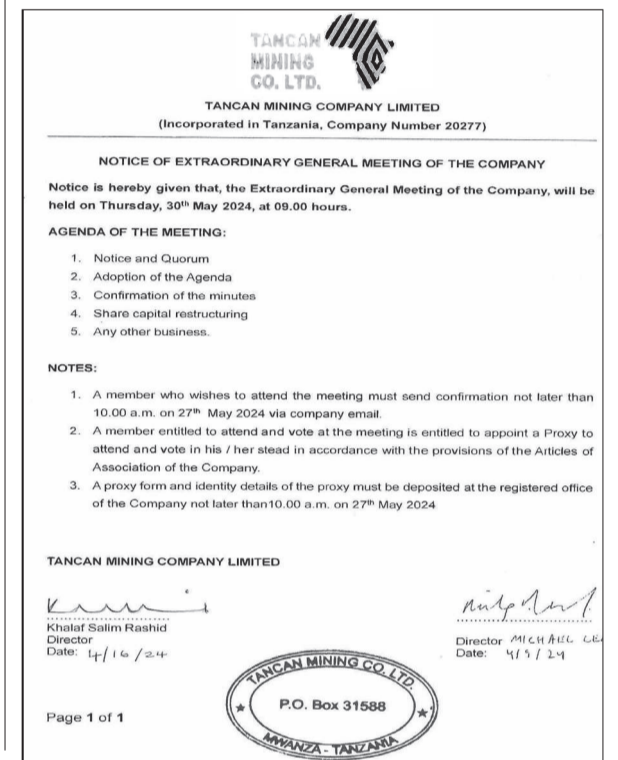 TANCAN
MINING
CO. LTD.
TANCAN MINING COMPANY LIMITED
(Incorporated in Tanzania, Company Number 20277)
NOTICE OF EXTRAORDINARY GENERAL MEETING OF THE COMPANY
Notice is hereby given that, the Extraordinary General Meeting of the Company, will be
held on Thursday, 30th May 2024, at 09.00 hours.
AGENDA OF THE MEETING:
1. Notice and Quorum
2. Adoption of the Agenda
3. Confirmation of the minutes
4. Share capital restructuring
5. Any other business.
NOTES:
1. A member who wishes to attend the meeting must send confirmation not later than
10.00 a.m. on 27th May 2024 via company email.
2. A member entitled to attend and vote at the meeting is entitled to appoint a Proxy to
attend and vote in his / her stead in accordance with the provisions of the Articles of
Association of the Company.
3. A proxy form and identity details of the proxy must be deposited at the registered office
of the Company not later than10.00 a.m. on 27th May 2024
TANCAN MINING COMPANY LIMITED
Khalaf Salim Rashid
Director
Date: 4/16/24
Director MICHAEL
Date: 4/5/24
TANCAN MINING CO. LTD.
P.O. Box 31588
MWANZA - TANZANIA
Page 1 of 1